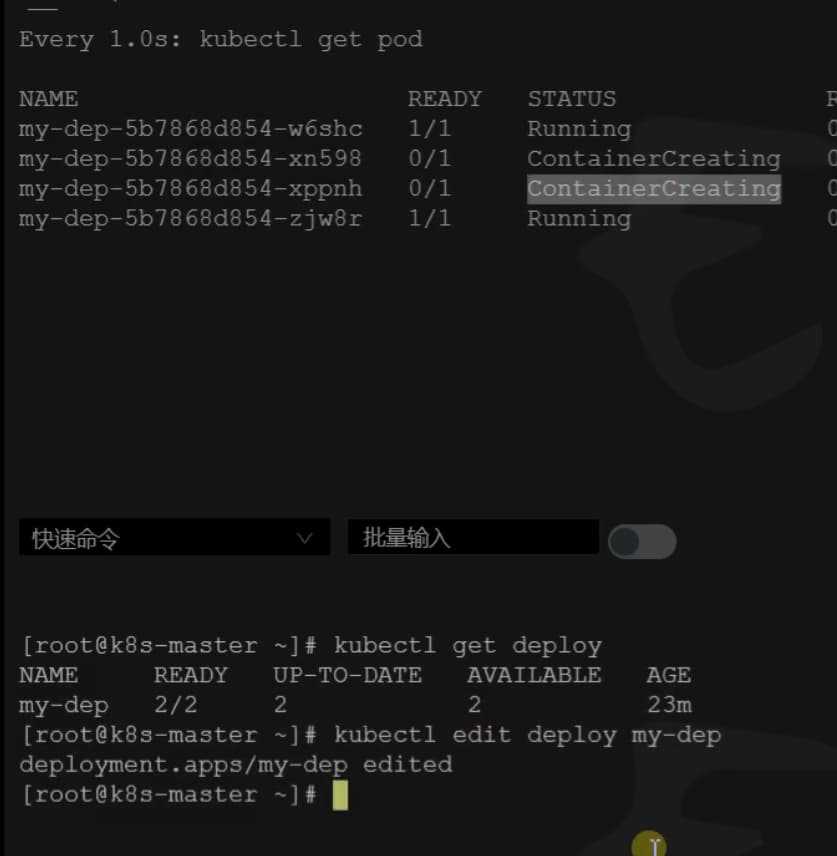 Every 1.0s: kubectl get pod
NAME READY STATUS
my-dep-5b7868d854-w6shc 1/1 Running 0
my-dep-5b7868d854-xn598 0/1 ContainerCreating 0
my-dep-5b7868d854-xppnh 0/1 ContainerCreating 0
my-dep-5b7868d854-zjw8r 1/1 Running 0
快速命令 批量输入
[root@k8s-master ~]# kubectl get deploy
NAME READY UP-TO-DATE AVAILABLE AGE
my-dep 2/2 2 2 23m
[root@k8s-master ~]# kubectl edit deploy my-dep
deployment.apps/my-dep edited
[root@k8s-master ~]#